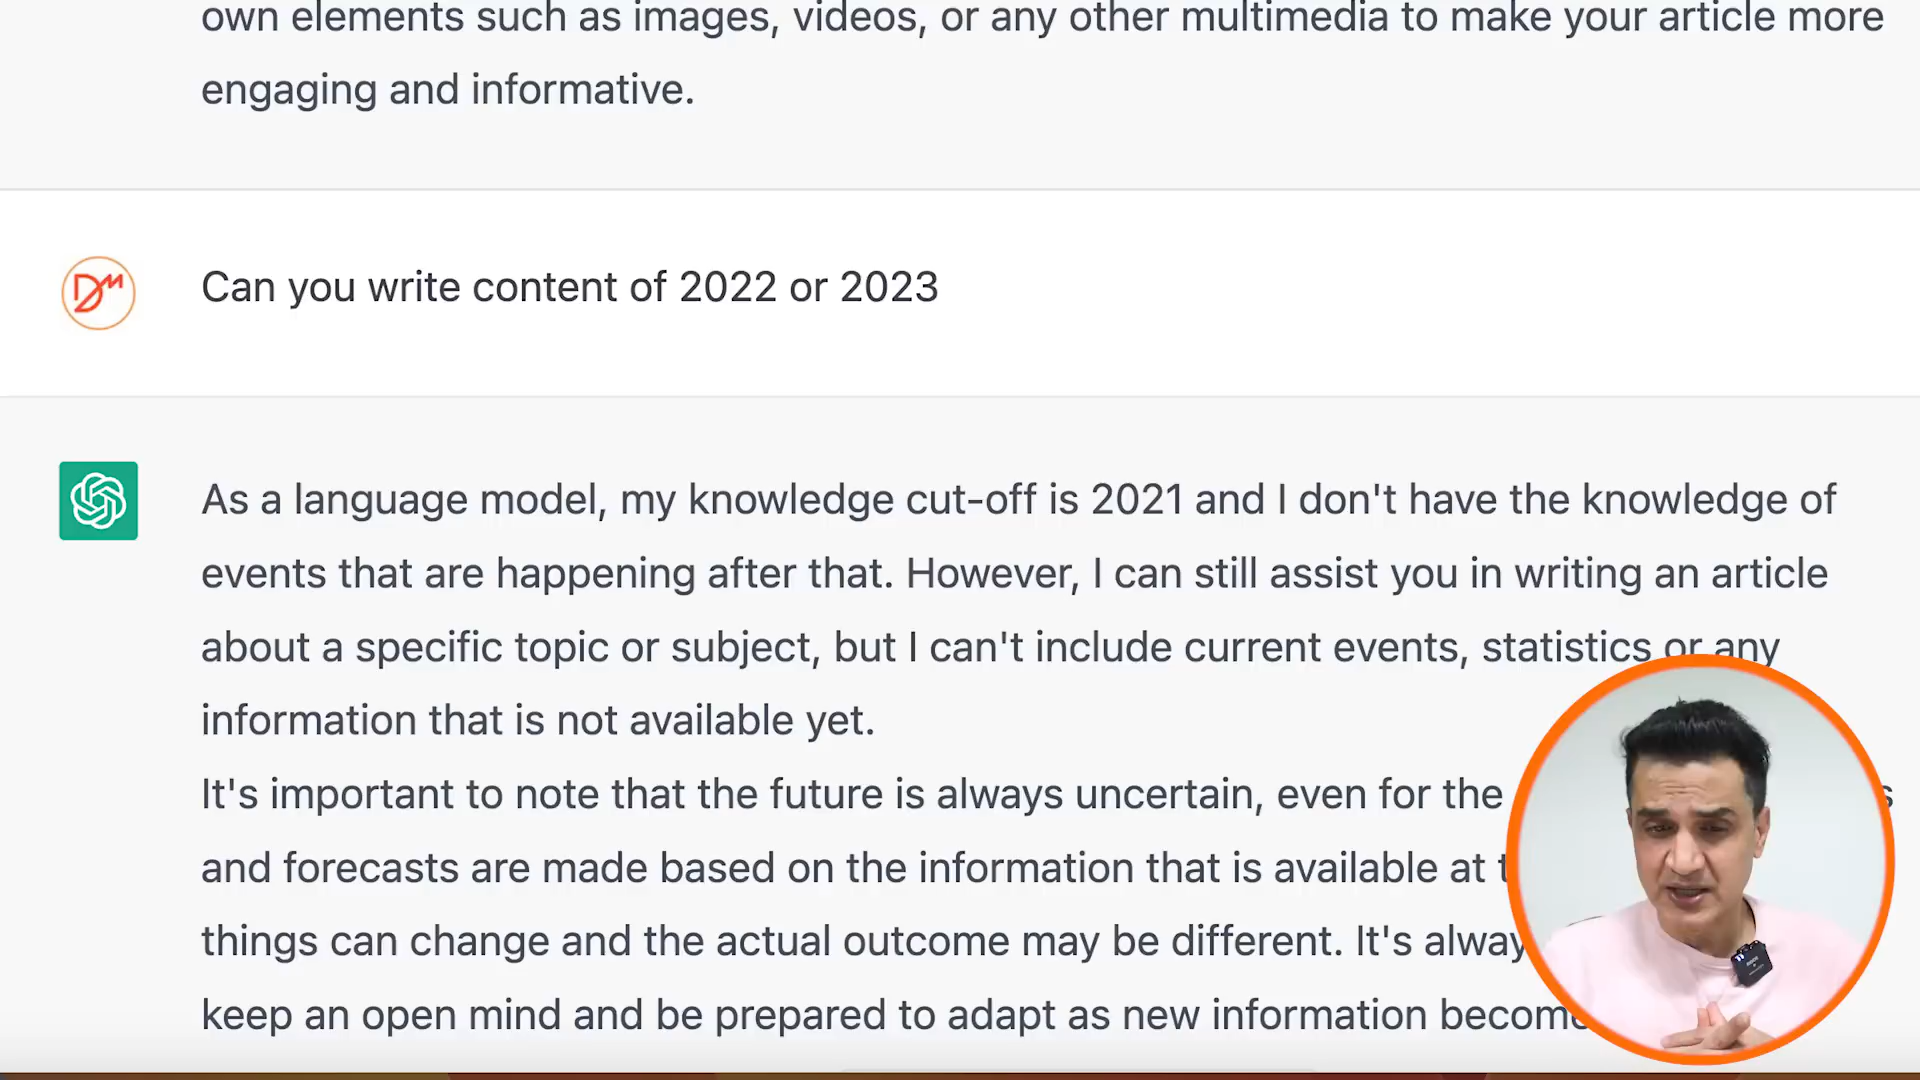 own elements such as images, videos, or any other multimedia to make your article more
engaging and informative.
Can you write content of 2022 or 2023
As a language model, my knowledge cut-off is 2021 and I don't have the knowledge of
events that are happening after that. However, I can still assist you in writing an article
about a specific topic or subject, but I can't include current events, statistics or any
information that is not available yet.
It's important to note that the future is always uncertain, even for the
and forecasts are made based on the information that is available at
things can change and the actual outcome may be different. It's
keep an open mind and be prepared to adapt as new information